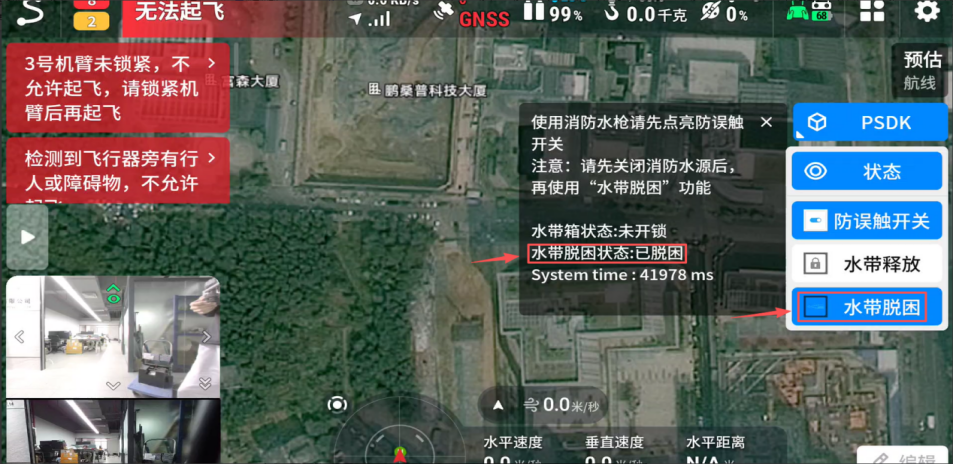 8
2
无法起飞
0.0 KB/s
GNSS
99%
0.0千克
0%
68
3号机臂未锁紧，不
允许起飞，请锁紧机
臂后再起飞
检测到飞行器旁有行
人或障碍物，不允许
起飞
富森大厦
鹏桑普科技大厦
使用消防水枪请先点亮防误触
开关
注意：请先关闭消防水源后，
再使用“水带脱困”功能
水带箱状态:未开锁
水带脱困状态:已脱困
System time : 41978 ms
预估
航线
PSDK
状态
防误触开关
水带释放
水带脱困
0.0米/秒
水平速度
垂直速度
水平距离
0.0米/秒
0.0米/秒
N/A米
编辑